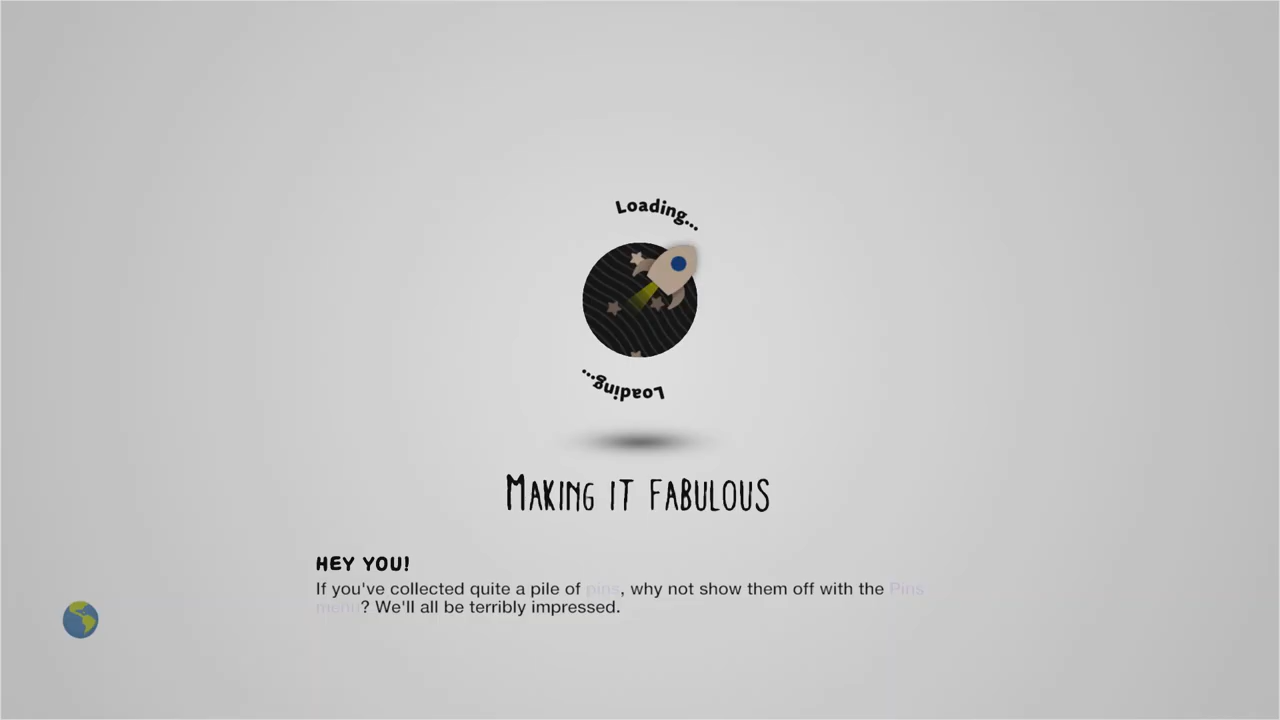 Loading...
Loading...
Making it fabulous
HEY YOU!
If you've collected quite a pile of pins, why not show them off with the Pins
menu? We'll all be terribly impressed.